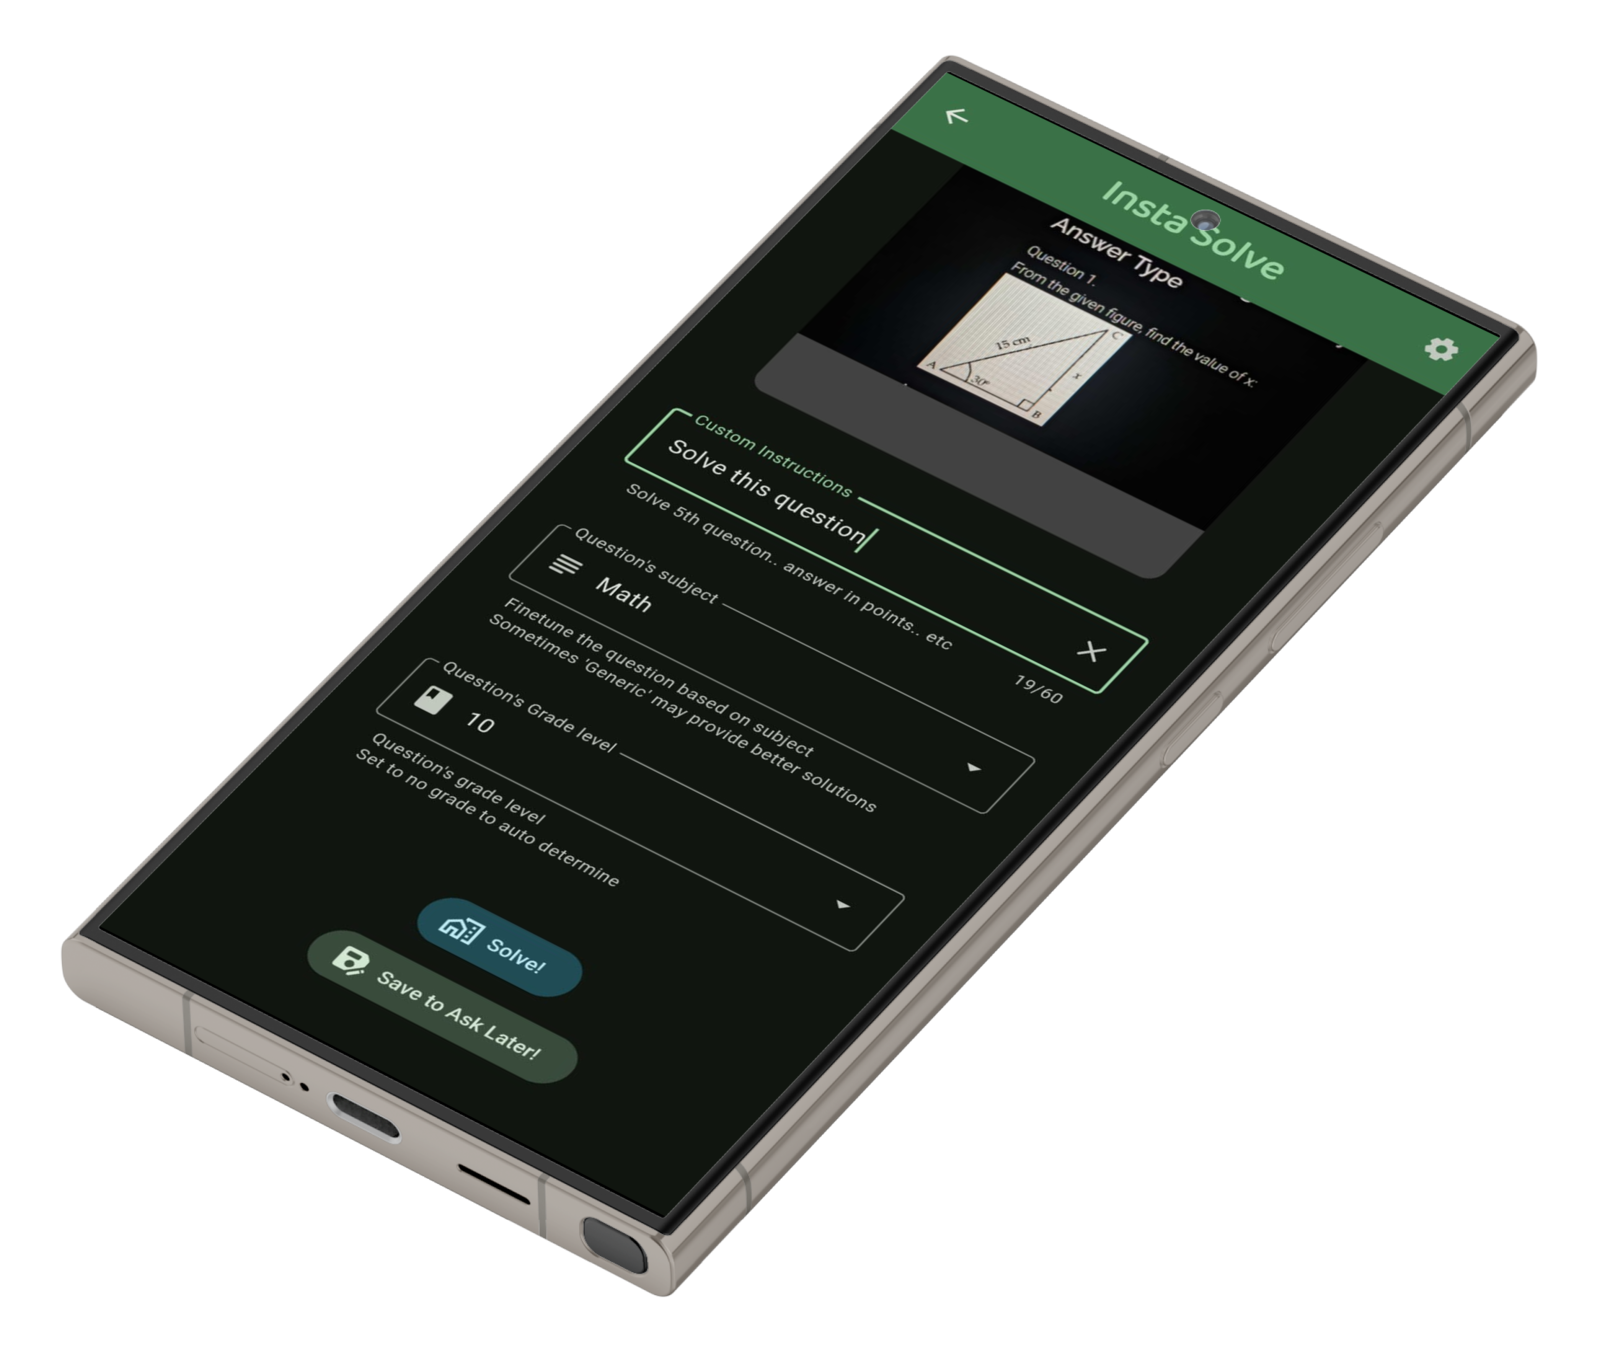 Insta Solve
Answer Type
Question 1.
From the given figure, find the value of x:
C
15 cm
x
A
30°
B
Custom Instructions
Solve this question
Solve 5th question.. answer in points.. etc
19/60
Question's subject
Math
Finetune the question based on subject
Sometimes 'Generic' may provide better solutions
Question's Grade level
10
Question's grade level
Set to no grade to auto determine
Solve!
Save to Ask Later!